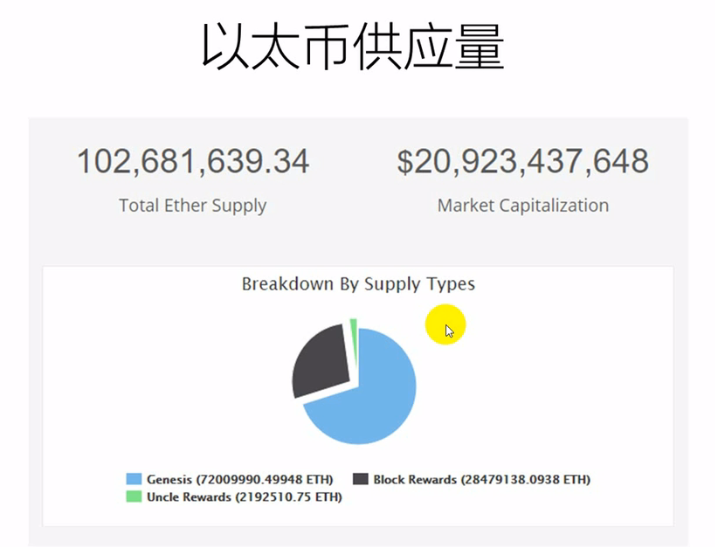 以太币供应量
102,681,639.34
$20,923,437,648
Total Ether Supply
Market Capitalization
Breakdown By Supply Types
Genesis (72009990.49948 ETH)
Block Rewards (28479138.0938 ETH)
Uncle Rewards (2192510.75 ETH)